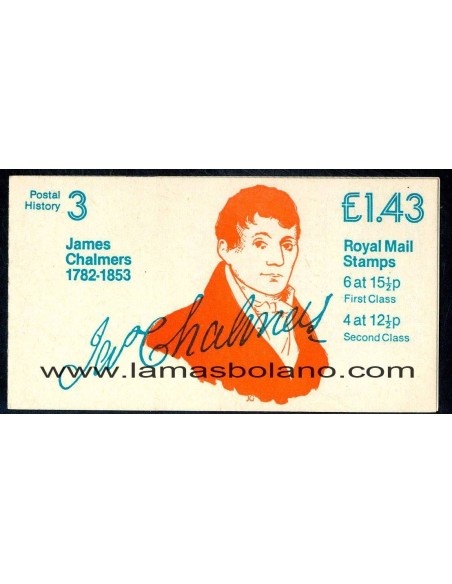 Postal
History 3
£1.43
James
Chalmers
1782-1853
Royal Mail
Stamps
6 at 15½p
First Class
4 at 12½p
Second Class
Jas Chalmers
www.lamasbolano.com
JG